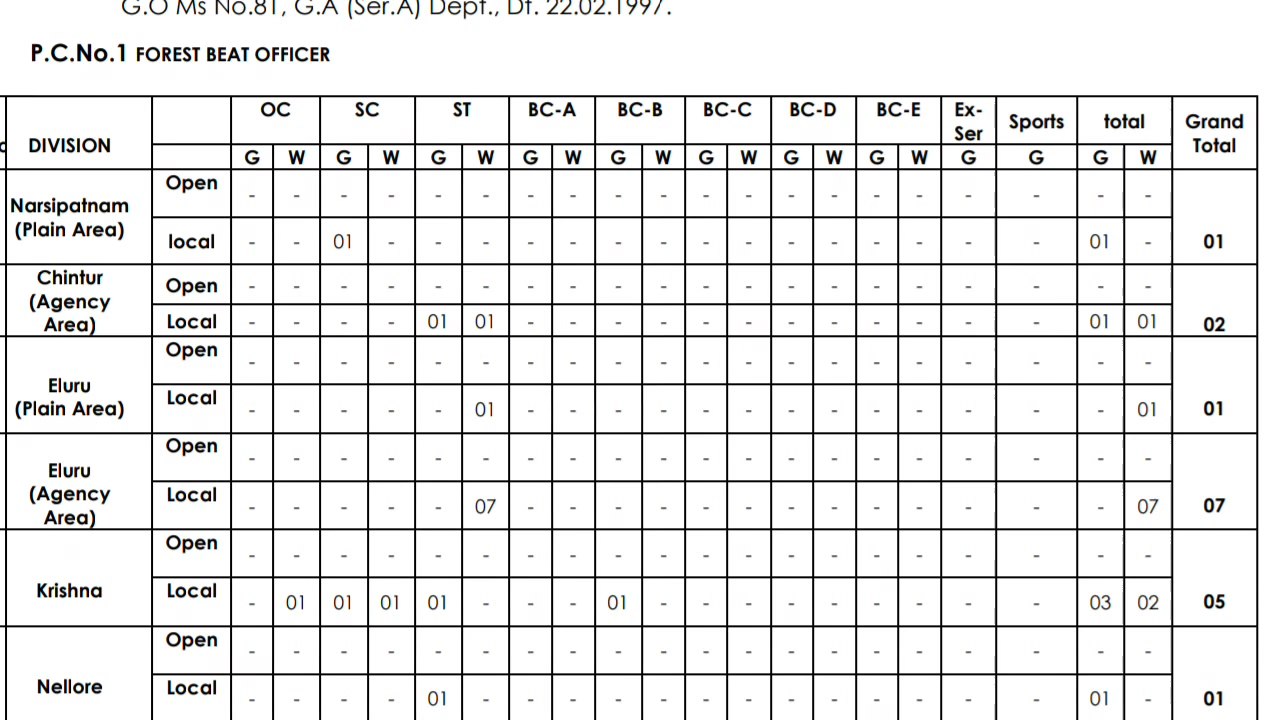 G.O Ms No.81, G.A (Ser.A) Dept., Dt. 22.02.1997.
P.C.No.1 FOREST BEAT OFFICER
DIVISION OC SC ST BC-A BC-B BC-C BC-D BC-E Ex-Ser Sports total Grand Total
G W G W G W G W G W G W G W G W G G G W
Narsipatnam (Plain Area)
Open - - - - - - - - - - - - - - - - - - - -
local - - 01 - - - - - - - - - - - - - - - 01 - 01
Chintur (Agency Area)
Open - - - - - - - - - - - - - - - - - - - -
Local - - - - 01 01 - - - - - - - - - - - - 01 01 02
Eluru (Plain Area)
Open - - - - - - - - - - - - - - - - - - - -
Local - - - - - 01 - - - - - - - - - - - - - 01 01
Eluru (Agency Area)
Open - - - - - - - - - - - - - - - - - - - -
Local - - - - - 07 - - - - - - - - - - - - - 07 07
Krishna
Open - - - - - - - - - - - - - - - - - - - -
Local - 01 01 01 01 - - - 01 - - - - - - - - - 03 02 05
Nellore
Open - - - - - - - - - - - - - - - - - - - -
Local - - - - 01 - - - - - - - - - - - - - 01 - 01